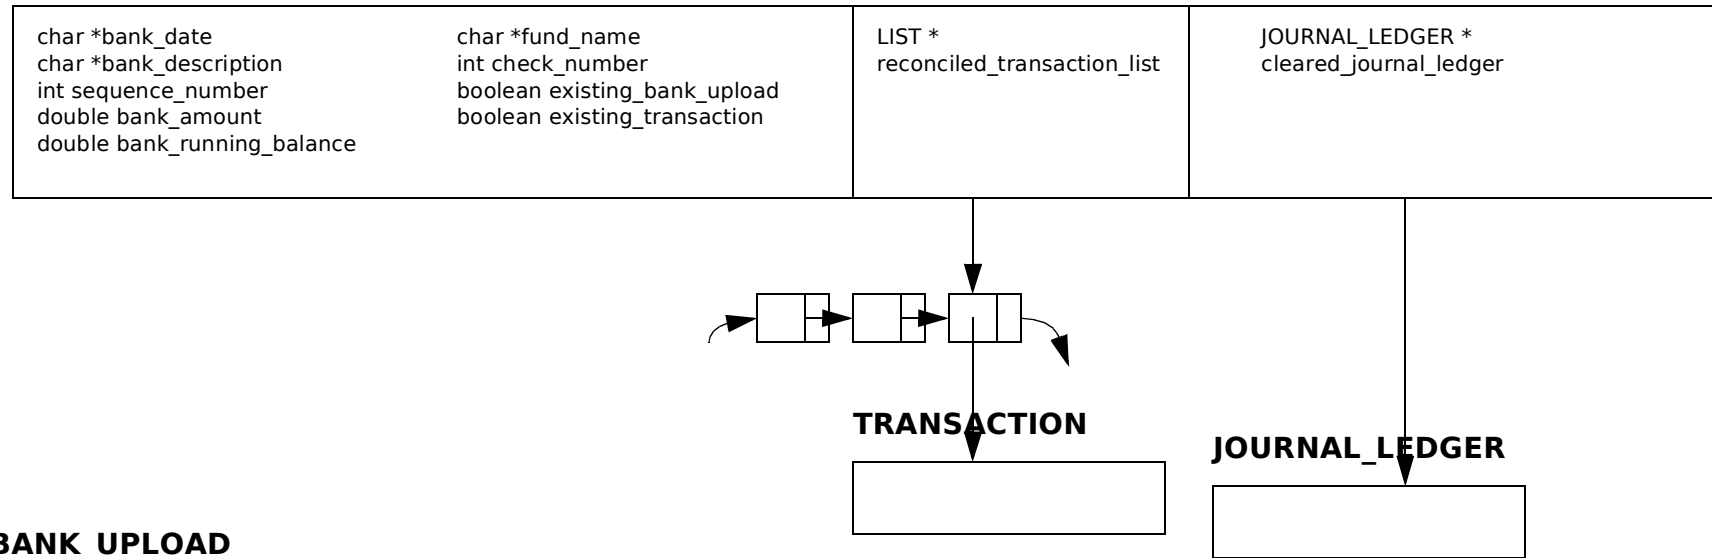 char *bank_date
char *bank_description
int sequence_number
double bank_amount
double bank_running_balance
char *fund_name
int check_number
boolean existing_bank_upload
boolean existing_transaction
LIST *
reconciled_transaction_list
JOURNAL_LEDGER *
cleared_journal_ledger
TRANSACTION
JOURNAL_LEDGER
BANK_UPLOAD